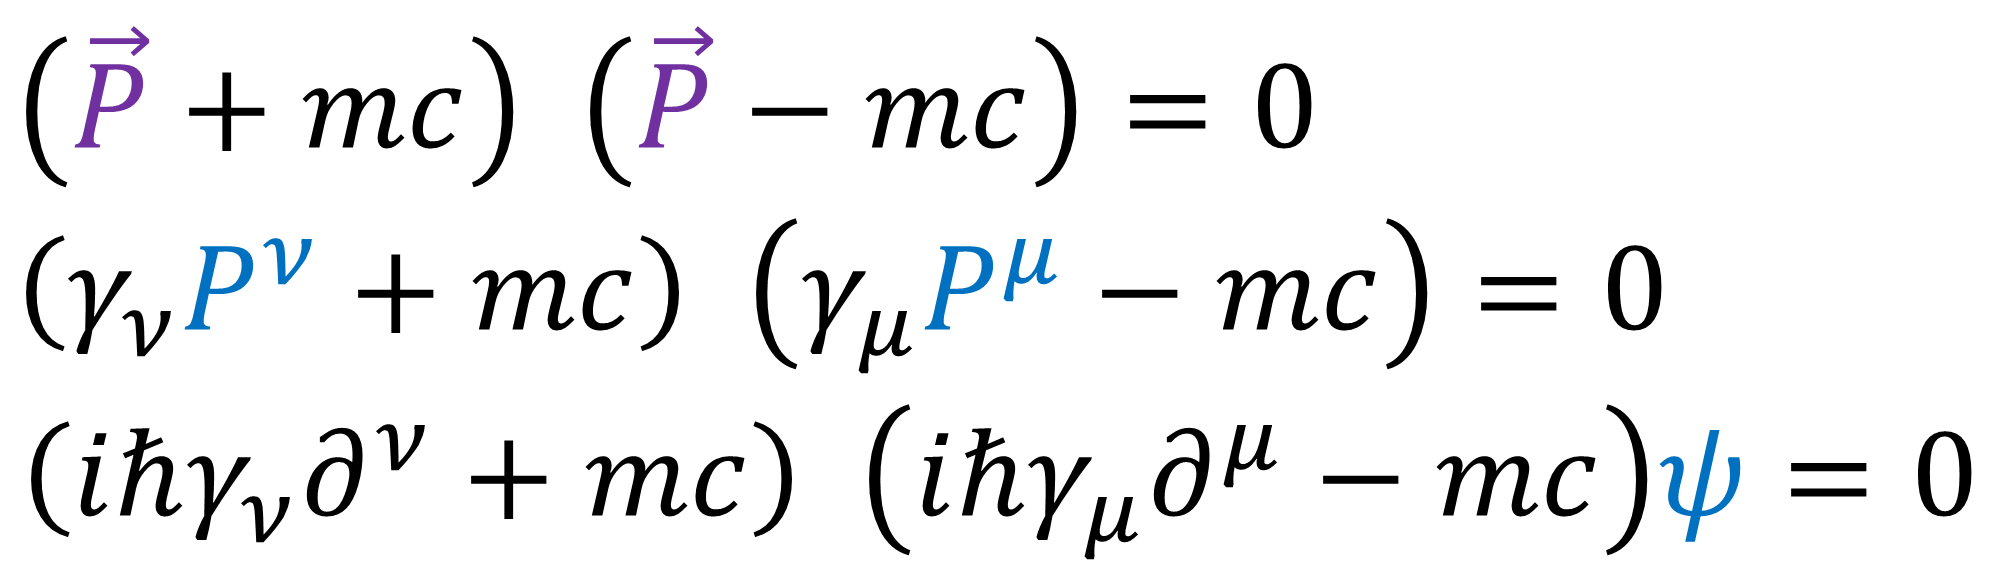 (P⃗ + mc) (P⃗ − mc) = 0
(γ_ν P^ν + mc) (γ_μ P^μ − mc) = 0
(iℏγ_ν ∂^ν + mc) (iℏγ_μ ∂^μ − mc)ψ = 0